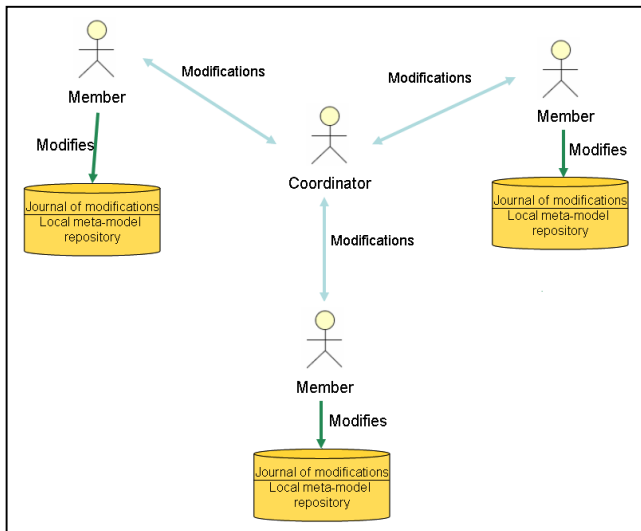 Member
Modifications
Modifications
Member
Modifies
Modifies
Coordinator
Journal of modifications
Local meta-model
repository
Journal of modifications
Local meta-model
repository
Modifications
Member
Modifies
Journal of modifications
Local meta-model
repository